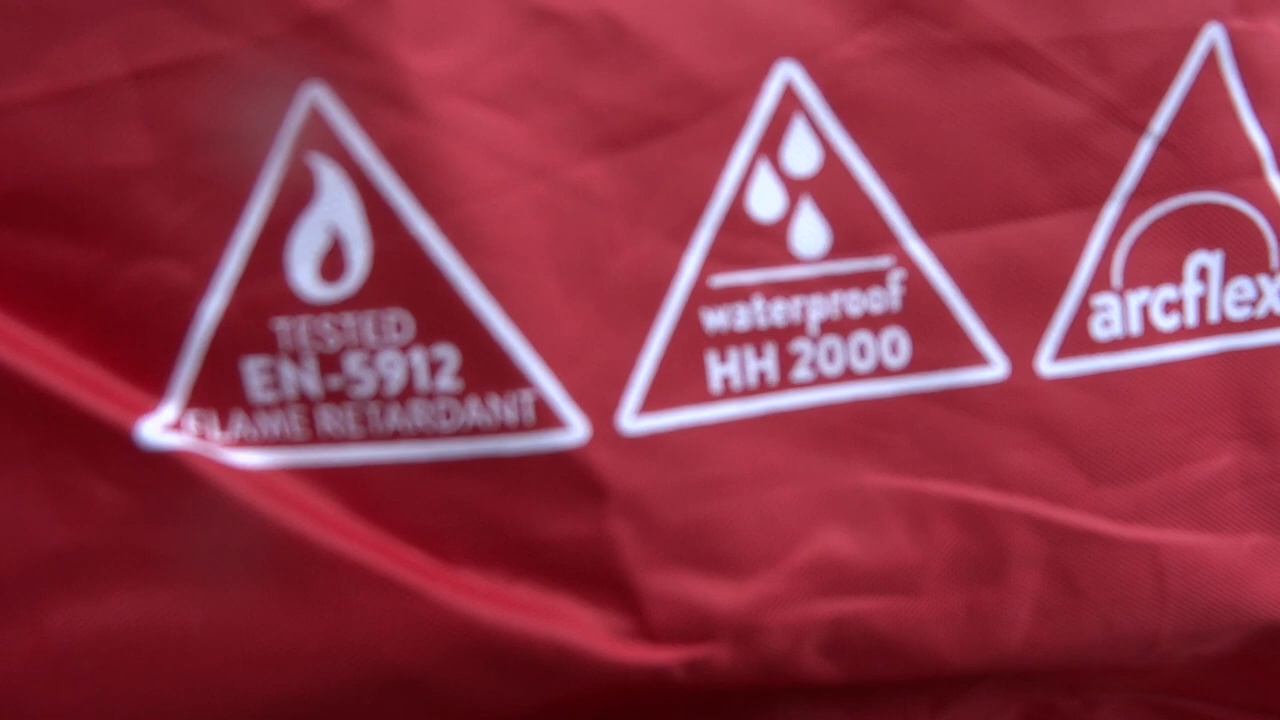 TESTED
EN-5912
FLAME RETARDANT
waterproof
HH 2000
arcflex